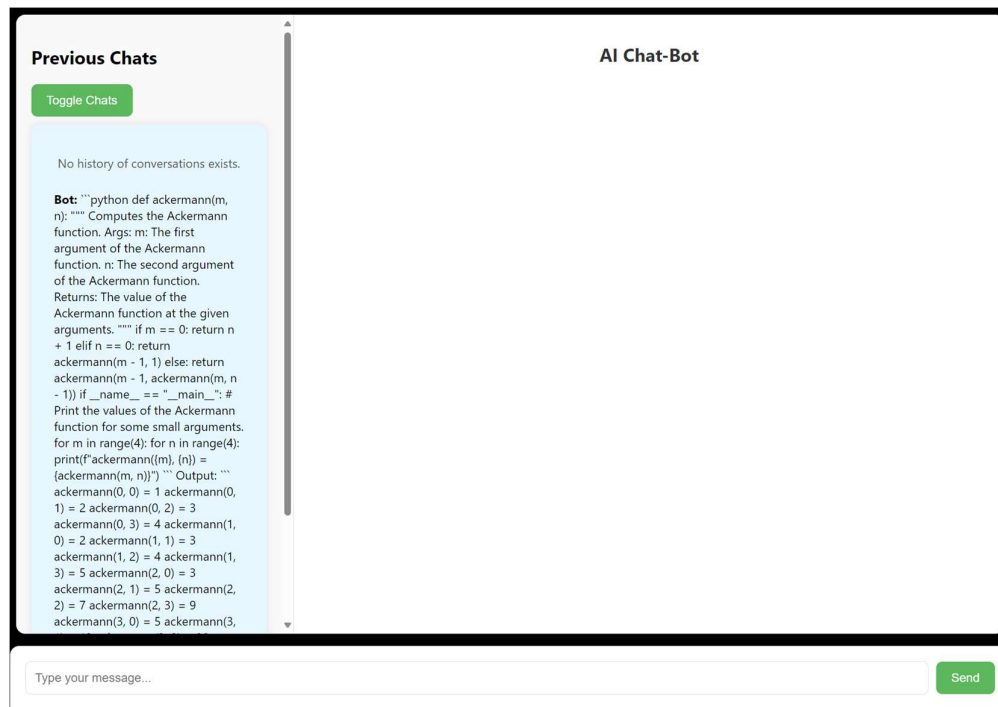 Previous Chats
Toggle Chats
No history of conversations exists.
Bot: ```python def ackermann(m,
n): """ Computes the Ackermann
function. Args: m: The first
argument of the Ackermann
function. n: The second argument
of the Ackermann function.
Returns: The value of the
Ackermann function at the given
arguments. """ if m == 0: return n
+ 1 elif n == 0: return
ackermann(m - 1, 1) else: return
ackermann(m - 1, ackermann(m, n
- 1)) if __name__ == "__main__": #
Print the values of the Ackermann
function for some small arguments.
for m in range(4): for n in range(4):
print(f"ackermann({m}, {n}) =
{ackermann(m, n)}") ``` Output: ```
ackermann(0, 0) = 1 ackermann(0,
1) = 2 ackermann(0, 2) = 3
ackermann(0, 3) = 4 ackermann(1,
0) = 2 ackermann(1, 1) = 3
ackermann(1, 2) = 4 ackermann(1,
3) = 5 ackermann(2, 0) = 3
ackermann(2, 1) = 5 ackermann(2,
2) = 7 ackermann(2, 3) = 9
ackermann(3, 0) = 5 ackermann(3,
AI Chat-Bot
Type your message...
Send